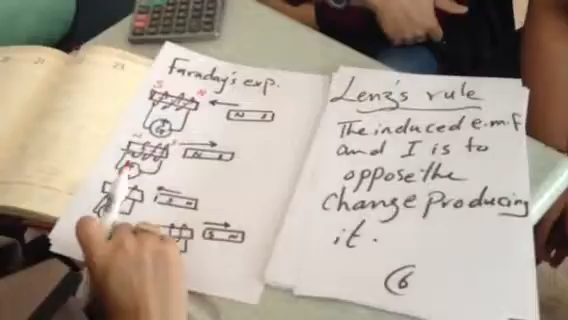 Faraday's exp.
S N
G
N S
N S
Lenz's rule
The induced e.m.f
and I is to
oppose the
change producing
it.
6